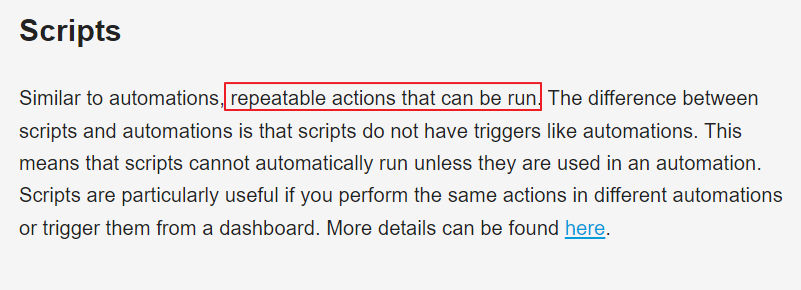 Scripts
Similar to automations, repeatable actions that can be run. The difference between
scripts and automations is that scripts do not have triggers like automations. This
means that scripts cannot automatically run unless they are used in an automation.
Scripts are particularly useful if you perform the same actions in different automations
or trigger them from a dashboard. More details can be found here.